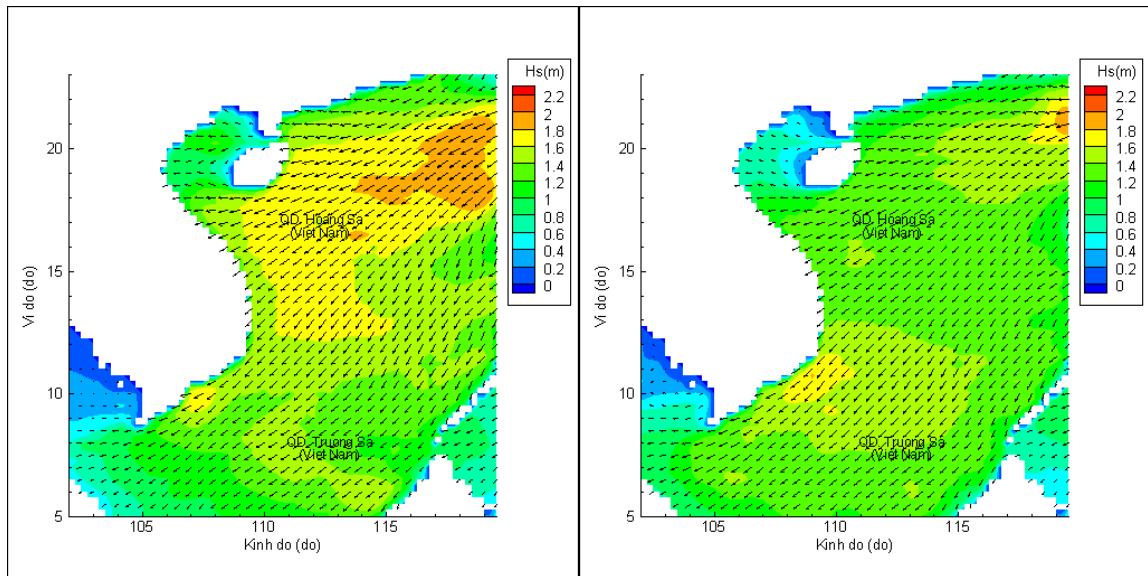 Hs(m)
2.2
2
1.8
1.6
1.4
1.2
1
0.8
0.6
0.4
0.2
0
20
15
10
5
Vi do (do)
QD. Hoang Sa
(Viet Nam)
QD. Truong Sa
(Viet Nam)
105
110
115
Kinh do (do)
Hs(m)
2.2
2
1.8
1.6
1.4
1.2
1
0.8
0.6
0.4
0.2
0
20
15
10
5
Vi do (do)
QD. Hoang Sa
(Viet Nam)
QD. Truong Sa
(Viet Nam)
105
110
115
Kinh do (do)